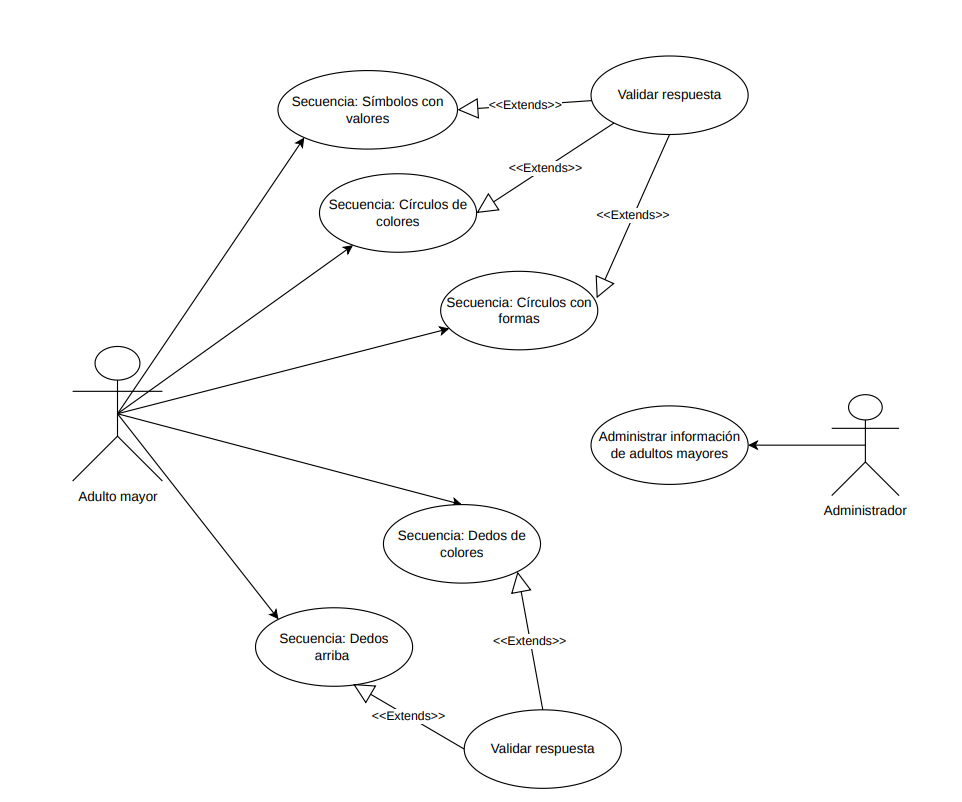 Secuencia: Símbolos con
valores
<<Extends>>
Validar respuesta
<<Extends>>
Secuencia: Círculos de
colores
<<Extends>>
Secuencia: Círculos con
formas
Adulto mayor
Administrar información
de adultos mayores
Administrador
Secuencia: Dedos de
colores
<<Extends>>
Secuencia: Dedos
arriba
<<Extends>>
Validar respuesta